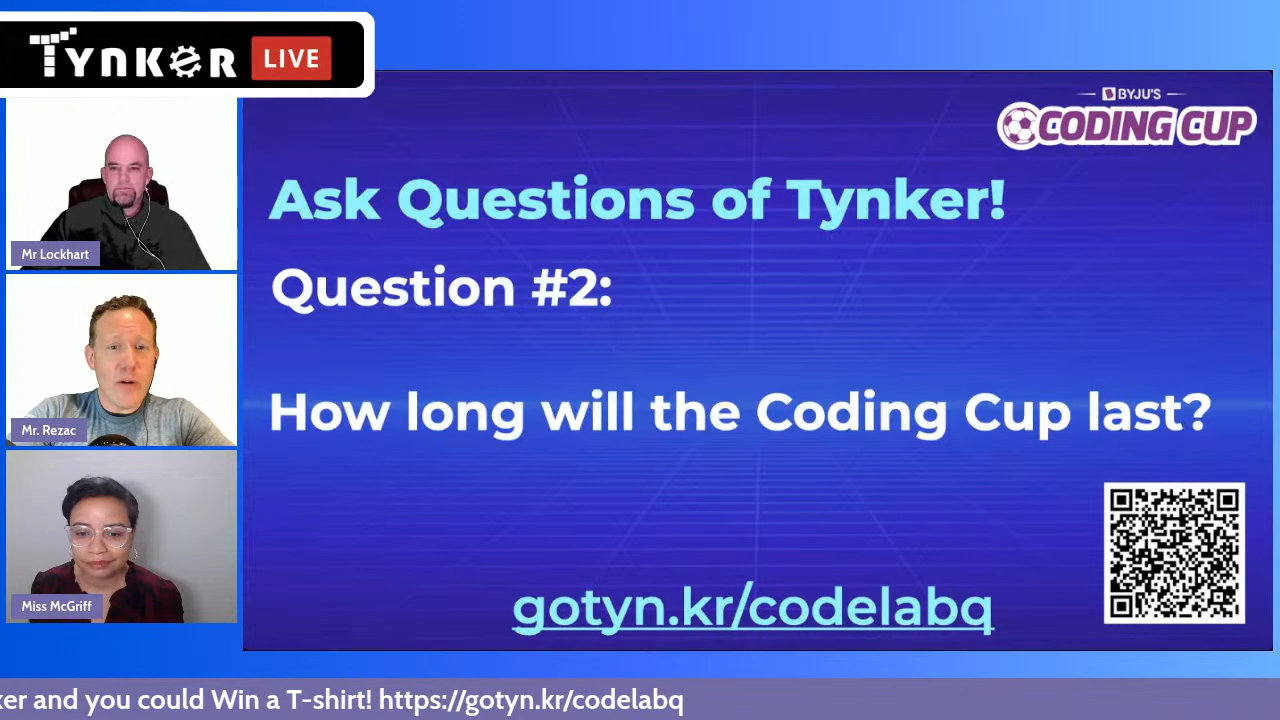 Tynker LIVE
BYJU'S
CODING CUP
Ask Questions of Tynker!
Question #2:
How long will the Coding Cup last?
gotyn.kr/codelabq
Mr Lockhart
Mr. Rezac
Miss McGriff
ker and you could Win a T-shirt! https://gotyn.kr/codelabq